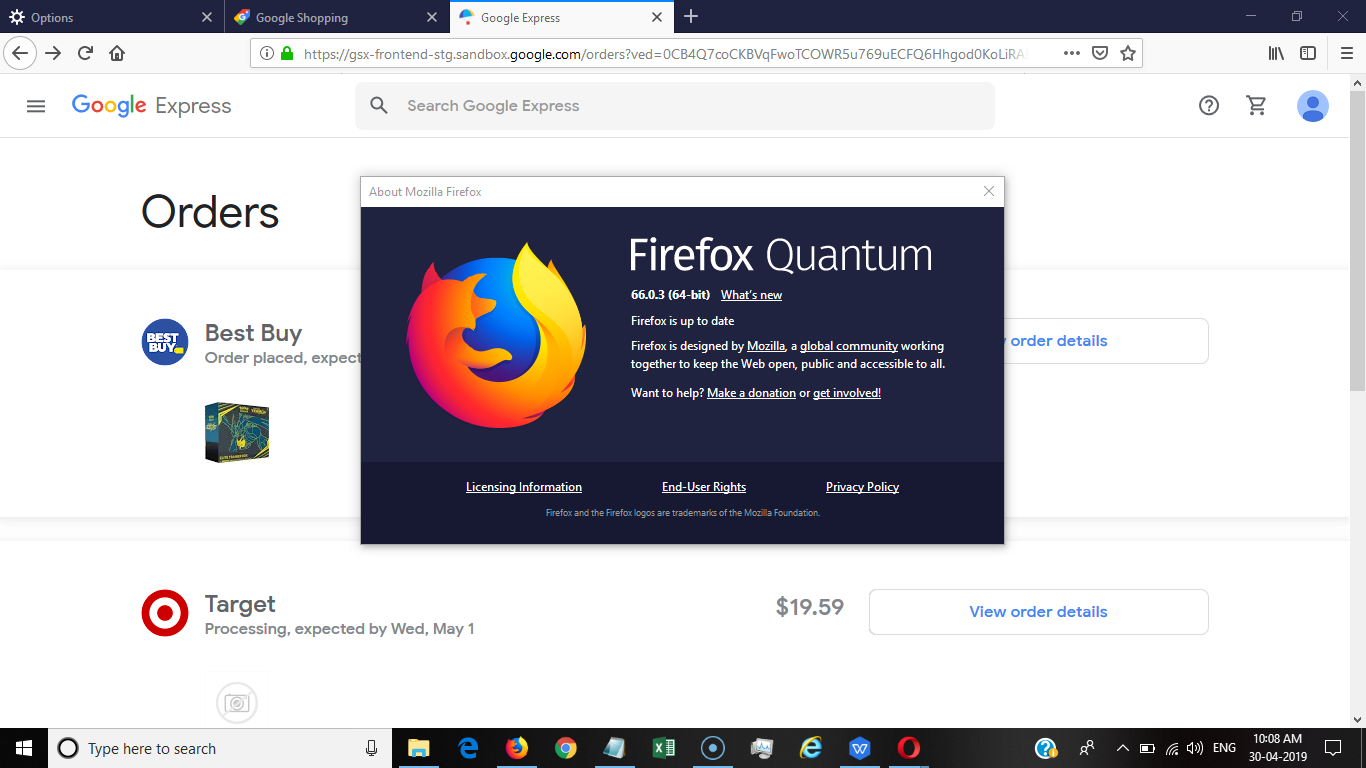 Options
Google Shopping
Google Express
https://gsx-frontend-stg.sandbox.google.com/orders?ved=0CB4Q7coCKBVqFwoTCOWR5u769uECFQ6Hhgod0KoLiRA
Google Express
Search Google Express
Orders
About Mozilla Firefox
Firefox Quantum
66.0.3 (64-bit) What's new
Firefox is up to date
Firefox is designed by Mozilla, a global community working
together to keep the Web open, public and accessible to all.
Want to help? Make a donation or get involved!
Licensing Information
End-User Rights
Privacy Policy
Firefox and the Firefox logos are trademarks of the Mozilla Foundation.
BEST BUY
Best Buy
Order placed, expect
order details
Target
Processing, expected by Wed, May 1
$19.59
View order details
Type here to search
ENG
10:08 AM
30-04-2019